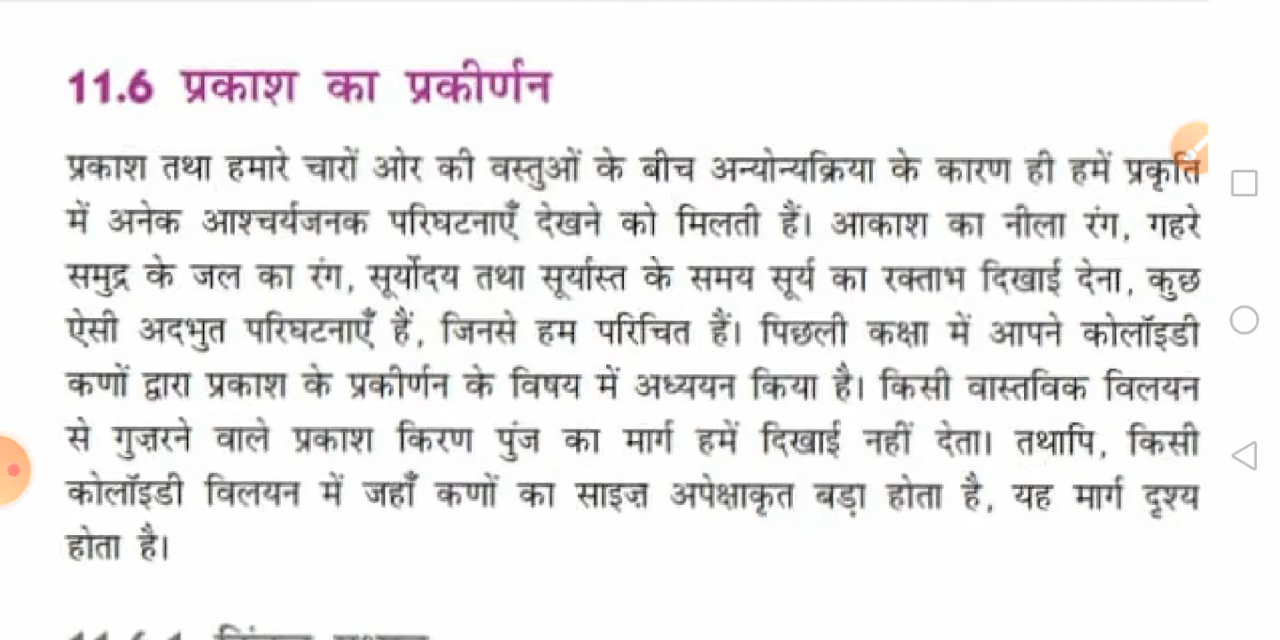 11.6 प्रकाश का प्रकीर्णन
प्रकाश तथा हमारे चारों ओर की वस्तुओं के बीच अन्योन्यक्रिया के कारण ही हमें प्रकृति
में अनेक आश्चर्यजनक परिघटनाएँ देखने को मिलती हैं। आकाश का नीला रंग, गहरे
समुद्र के जल का रंग, सूर्योदय तथा सूर्यास्त के समय सूर्य का रक्ताभ दिखाई देना, कुछ
ऐसी अदभुत परिघटनाएँ हैं, जिनसे हम परिचित हैं। पिछली कक्षा में आपने कोलॉइडी
कणों द्वारा प्रकाश के प्रकीर्णन के विषय में अध्ययन किया है। किसी वास्तविक विलयन
से गुज़रने वाले प्रकाश किरण पुंज का मार्ग हमें दिखाई नहीं देता। तथापि, किसी
कोलॉइडी विलयन में जहाँ कणों का साइज़ अपेक्षाकृत बड़ा होता है, यह मार्ग दृश्य
होता है।